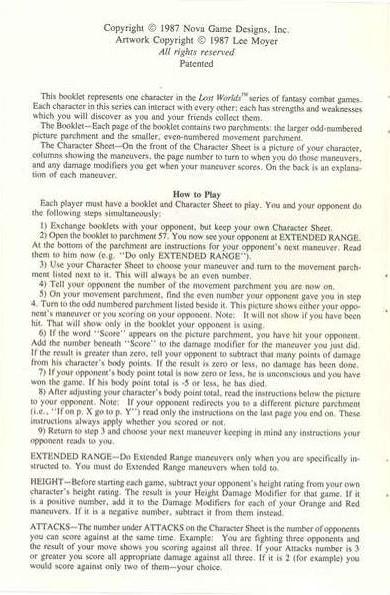 Copyright © 1987 Nova Game Designs, Inc.
Artwork Copyright © 1987 Lee Moyer
All rights reserved
Patented
This booklet represents one character in the Lost Worlds™ series of fantasy combat games.
Each character in this series can interact with every other; each has strengths and weaknesses
which you will discover as you and your friends collect them.
The Booklet—Each page of the booklet contains two parchments: the larger odd-numbered
picture parchment and the smaller, even-numbered movement parchment.
The Character Sheet—On the front of the Character Sheet is a picture of your character,
columns showing the maneuvers, the page number to turn to when you do those maneuvers,
and any damage modifiers you get when your maneuver scores. On the back is an explana-
tion of each maneuver.
How to Play
Each player must have a booklet and Character Sheet to play. You and your opponent do
the following steps simultaneously:
1) Exchange booklets with your opponent, but keep your own Character Sheet.
2) Open the booklet to parchment 57. You now see your opponent at EXTENDED RANGE.
At the bottom of the parchment are instructions for your opponent's next maneuver. Read
them to him now (e.g. "Do only EXTENDED RANGE").
3) Use your Character Sheet to choose your maneuver and turn to the movement parch-
ment listed next to it. This will always be an even number.
4) Tell your opponent the number of the movement parchment you are now on.
5) On your movement parchment, find the even number your opponent gave you in step
4. Turn to the odd numbered parchment listed beside it. This picture shows either your oppo-
nent's maneuver or you scoring on your opponent. Note: It will not show if you have been
hit. That will show only in the booklet your opponent is using.
6) If the word "Score" appears on the picture parchment, you have hit your opponent.
Add the number beneath "Score" to the damage modifier for the maneuver you just did.
If the result is greater than zero, tell your opponent to subtract that many points of damage
from his character's body points. If the result is zero or less, no damage has been done.
7) If your opponent's body point total is now zero or less, he is unconscious and you have
won the game. If his body point total is -5 or less, he has died.
8) After adjusting your character's body point total, read the instructions below the picture
to your opponent. Note: If your opponent redirects you to a different picture parchment
(i.e., "If on p. X go to p. Y") read only the instructions on the last page you end on. These
instructions always apply whether you scored or not.
9) Return to step 3 and choose your next maneuver keeping in mind any instructions your
opponent reads to you.
EXTENDED RANGE—Do Extended Range maneuvers only when you are specifically in-
structed to. You must do Extended Range maneuvers when told to.
HEIGHT—Before starting each game, subtract your opponent's height rating from your own
character's height rating. The result is your Height Damage Modifier for that game. If it
is a positive number, add it to the Damage Modifiers for each of your Orange and Red
maneuvers. If it is a negative number, subtract it from them instead.
ATTACKS—The number under ATTACKS on the Character Sheet is the number of opponents
you can score against at the same time. Example: You are fighting three opponents and
the result of your move shows you scoring against all three. If your Attacks number is 3
or greater you score all appropriate damage against all three. If it is 2 (for example) you
would score against only two of them—your choice.